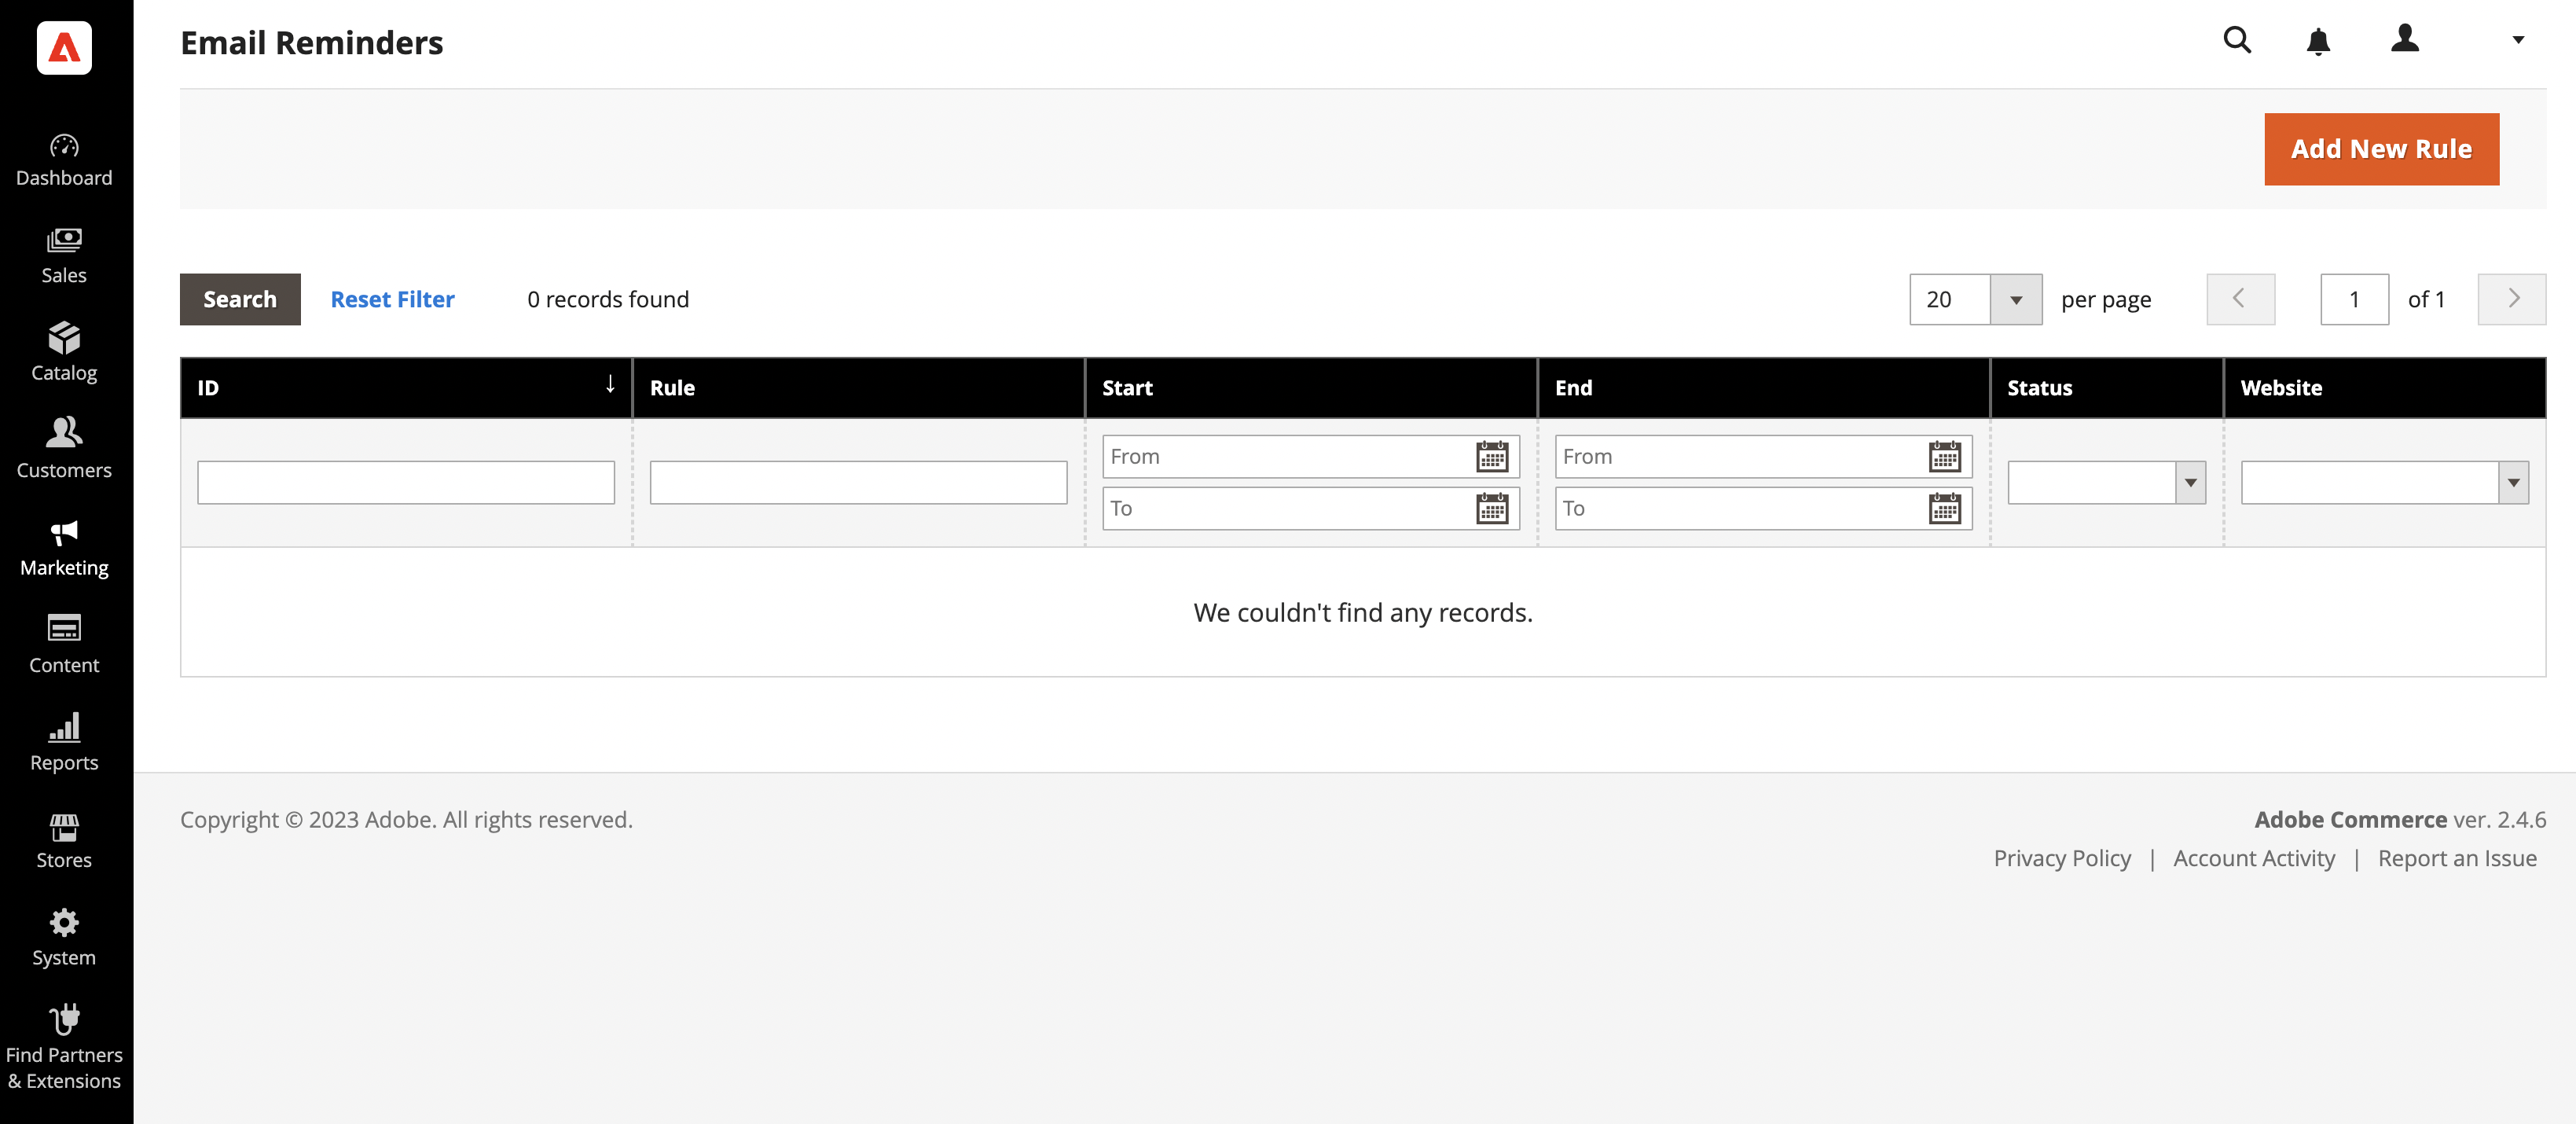 Email Reminders
Add New Rule
Search Reset Filter 0 records found 20 per page 1 of 1
ID Rule Start End Status Website
From From
To To
We couldn't find any records.
Dashboard
Sales
Catalog
Customers
Marketing
Content
Reports
Stores
System
Find Partners
& Extensions
Copyright © 2023 Adobe. All rights reserved.
Adobe Commerce ver. 2.4.6
Privacy Policy | Account Activity | Report an Issue